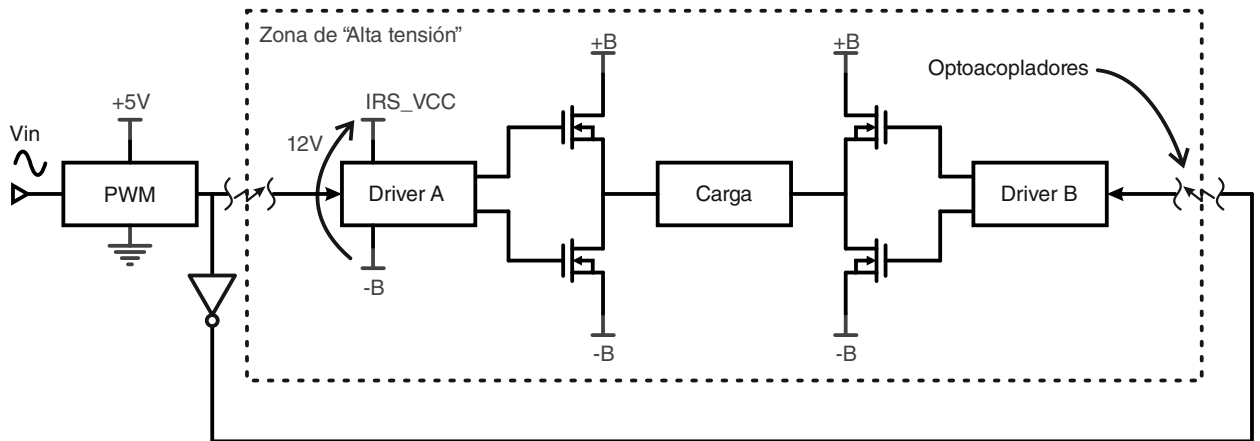 Zona de “Alta tensión”
+B
+B
Optoacopladores
+5V
IRS_VCC
Vin
12V
PWM
Driver A
Carga
Driver B
-B
-B
-B